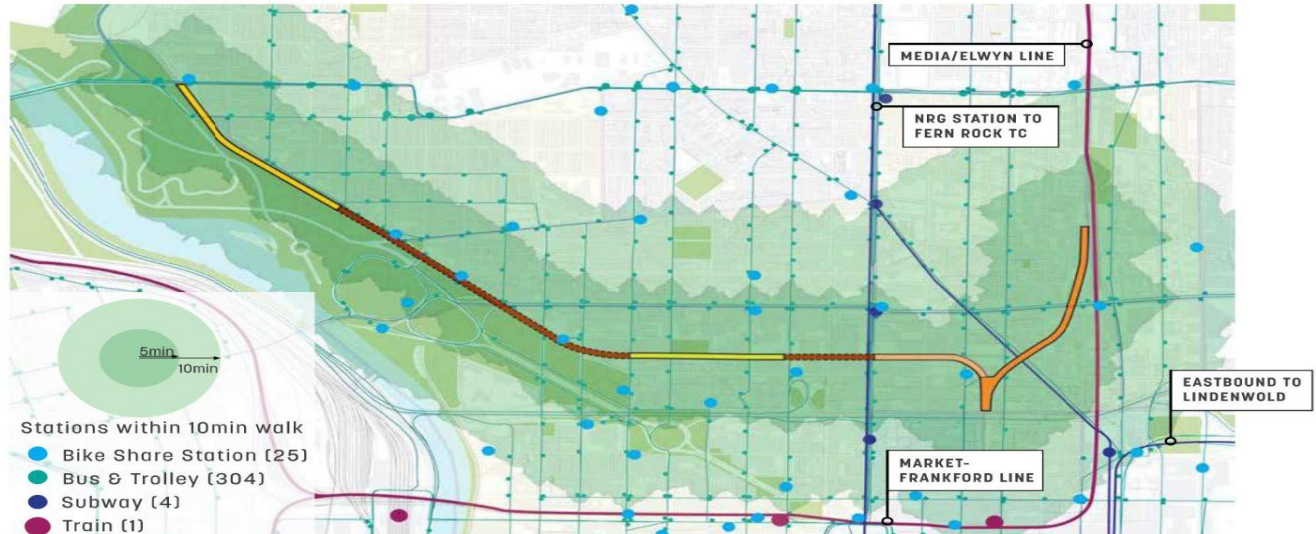 MEDIA/ELWYN LINE
NRG STATION TO
FERN ROCK TC
5min
10min
EASTBOUND TO
LINDENWOLD
Stations within 10min walk
Bike Share Station (25)
Bus & Trolley (304)
Subway (4)
Train (1)
MARKET-
FRANKFORD LINE